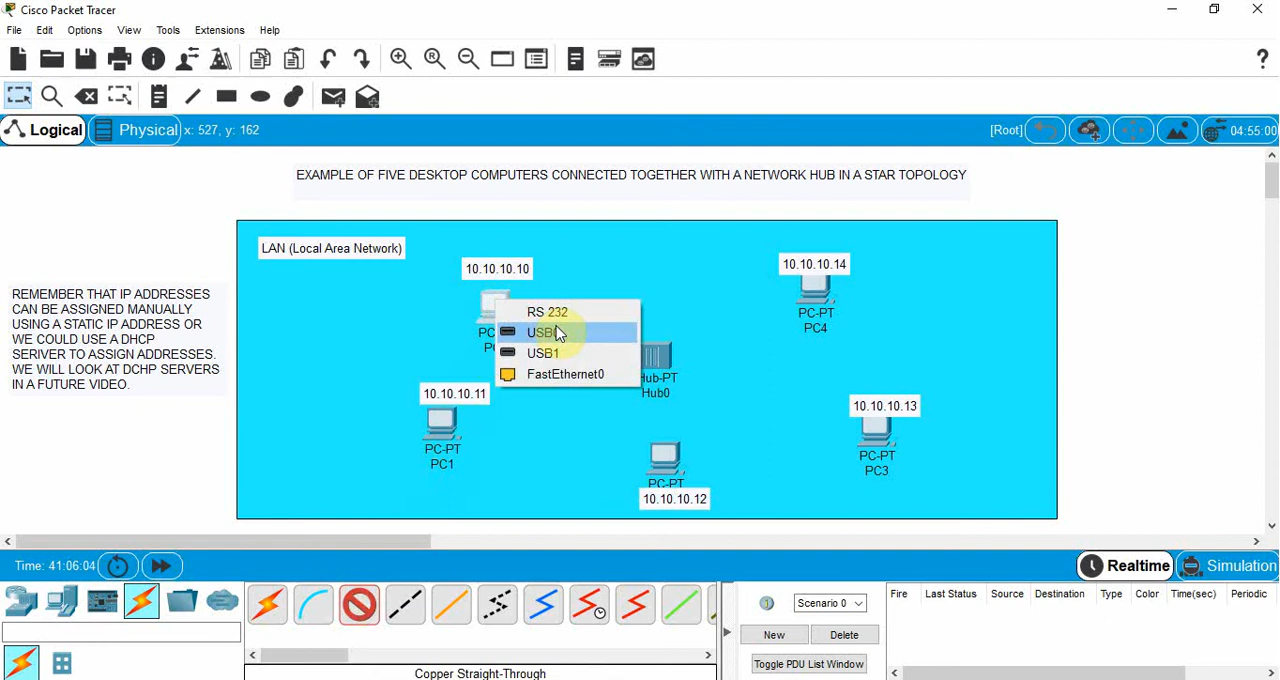 Cisco Packet Tracer
File Edit Options View Tools Extensions Help
Logical Physical x: 527, y: 162 [Root] 04:55:00
EXAMPLE OF FIVE DESKTOP COMPUTERS CONNECTED TOGETHER WITH A NETWORK HUB IN A STAR TOPOLOGY
LAN (Local Area Network)
REMEMBER THAT IP ADDRESSES
CAN BE ASSIGNED MANUALLY
USING A STATIC IP ADDRESS OR
WE COULD USE A DHCP
SERIVER TO ASSIGN ADDRESSES.
WE WILL LOOK AT DCHP SERVERS
IN A FUTURE VIDEO.
10.10.10.10
RS 232
USB0
USB1
FastEthernet0
10.10.10.14
PC-PT
PC4
Hub-PT
Hub0
10.10.10.11
PC-PT
PC1
10.10.10.13
PC-PT
PC3
PC-PT
10.10.10.12
Time: 41:06:04 Realtime Simulation
Scenario 0
New Delete
Toggle PDU List Window
Fire Last Status Source Destination Type Color Time(sec) Periodic
Copper Straight-Through